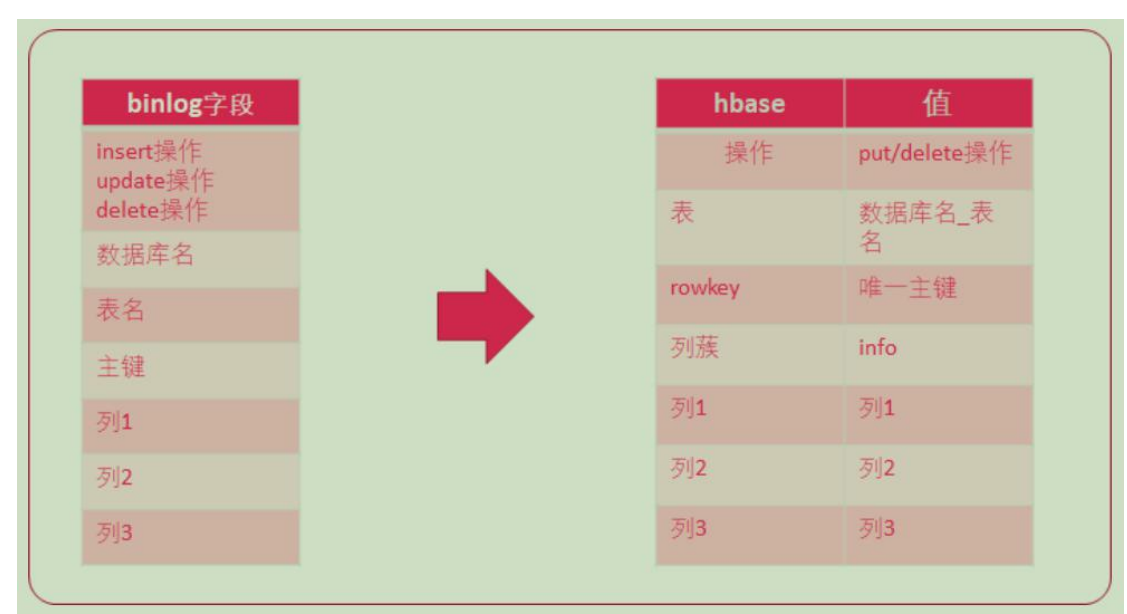 binlog字段
insert操作
update操作
delete操作
数据库名
表名
主键
列1
列2
列3
hbase 值
操作 put/delete操作
表 数据库名_表
名
rowkey 唯一主键
列蔟 info
列1 列1
列2 列2
列3 列3